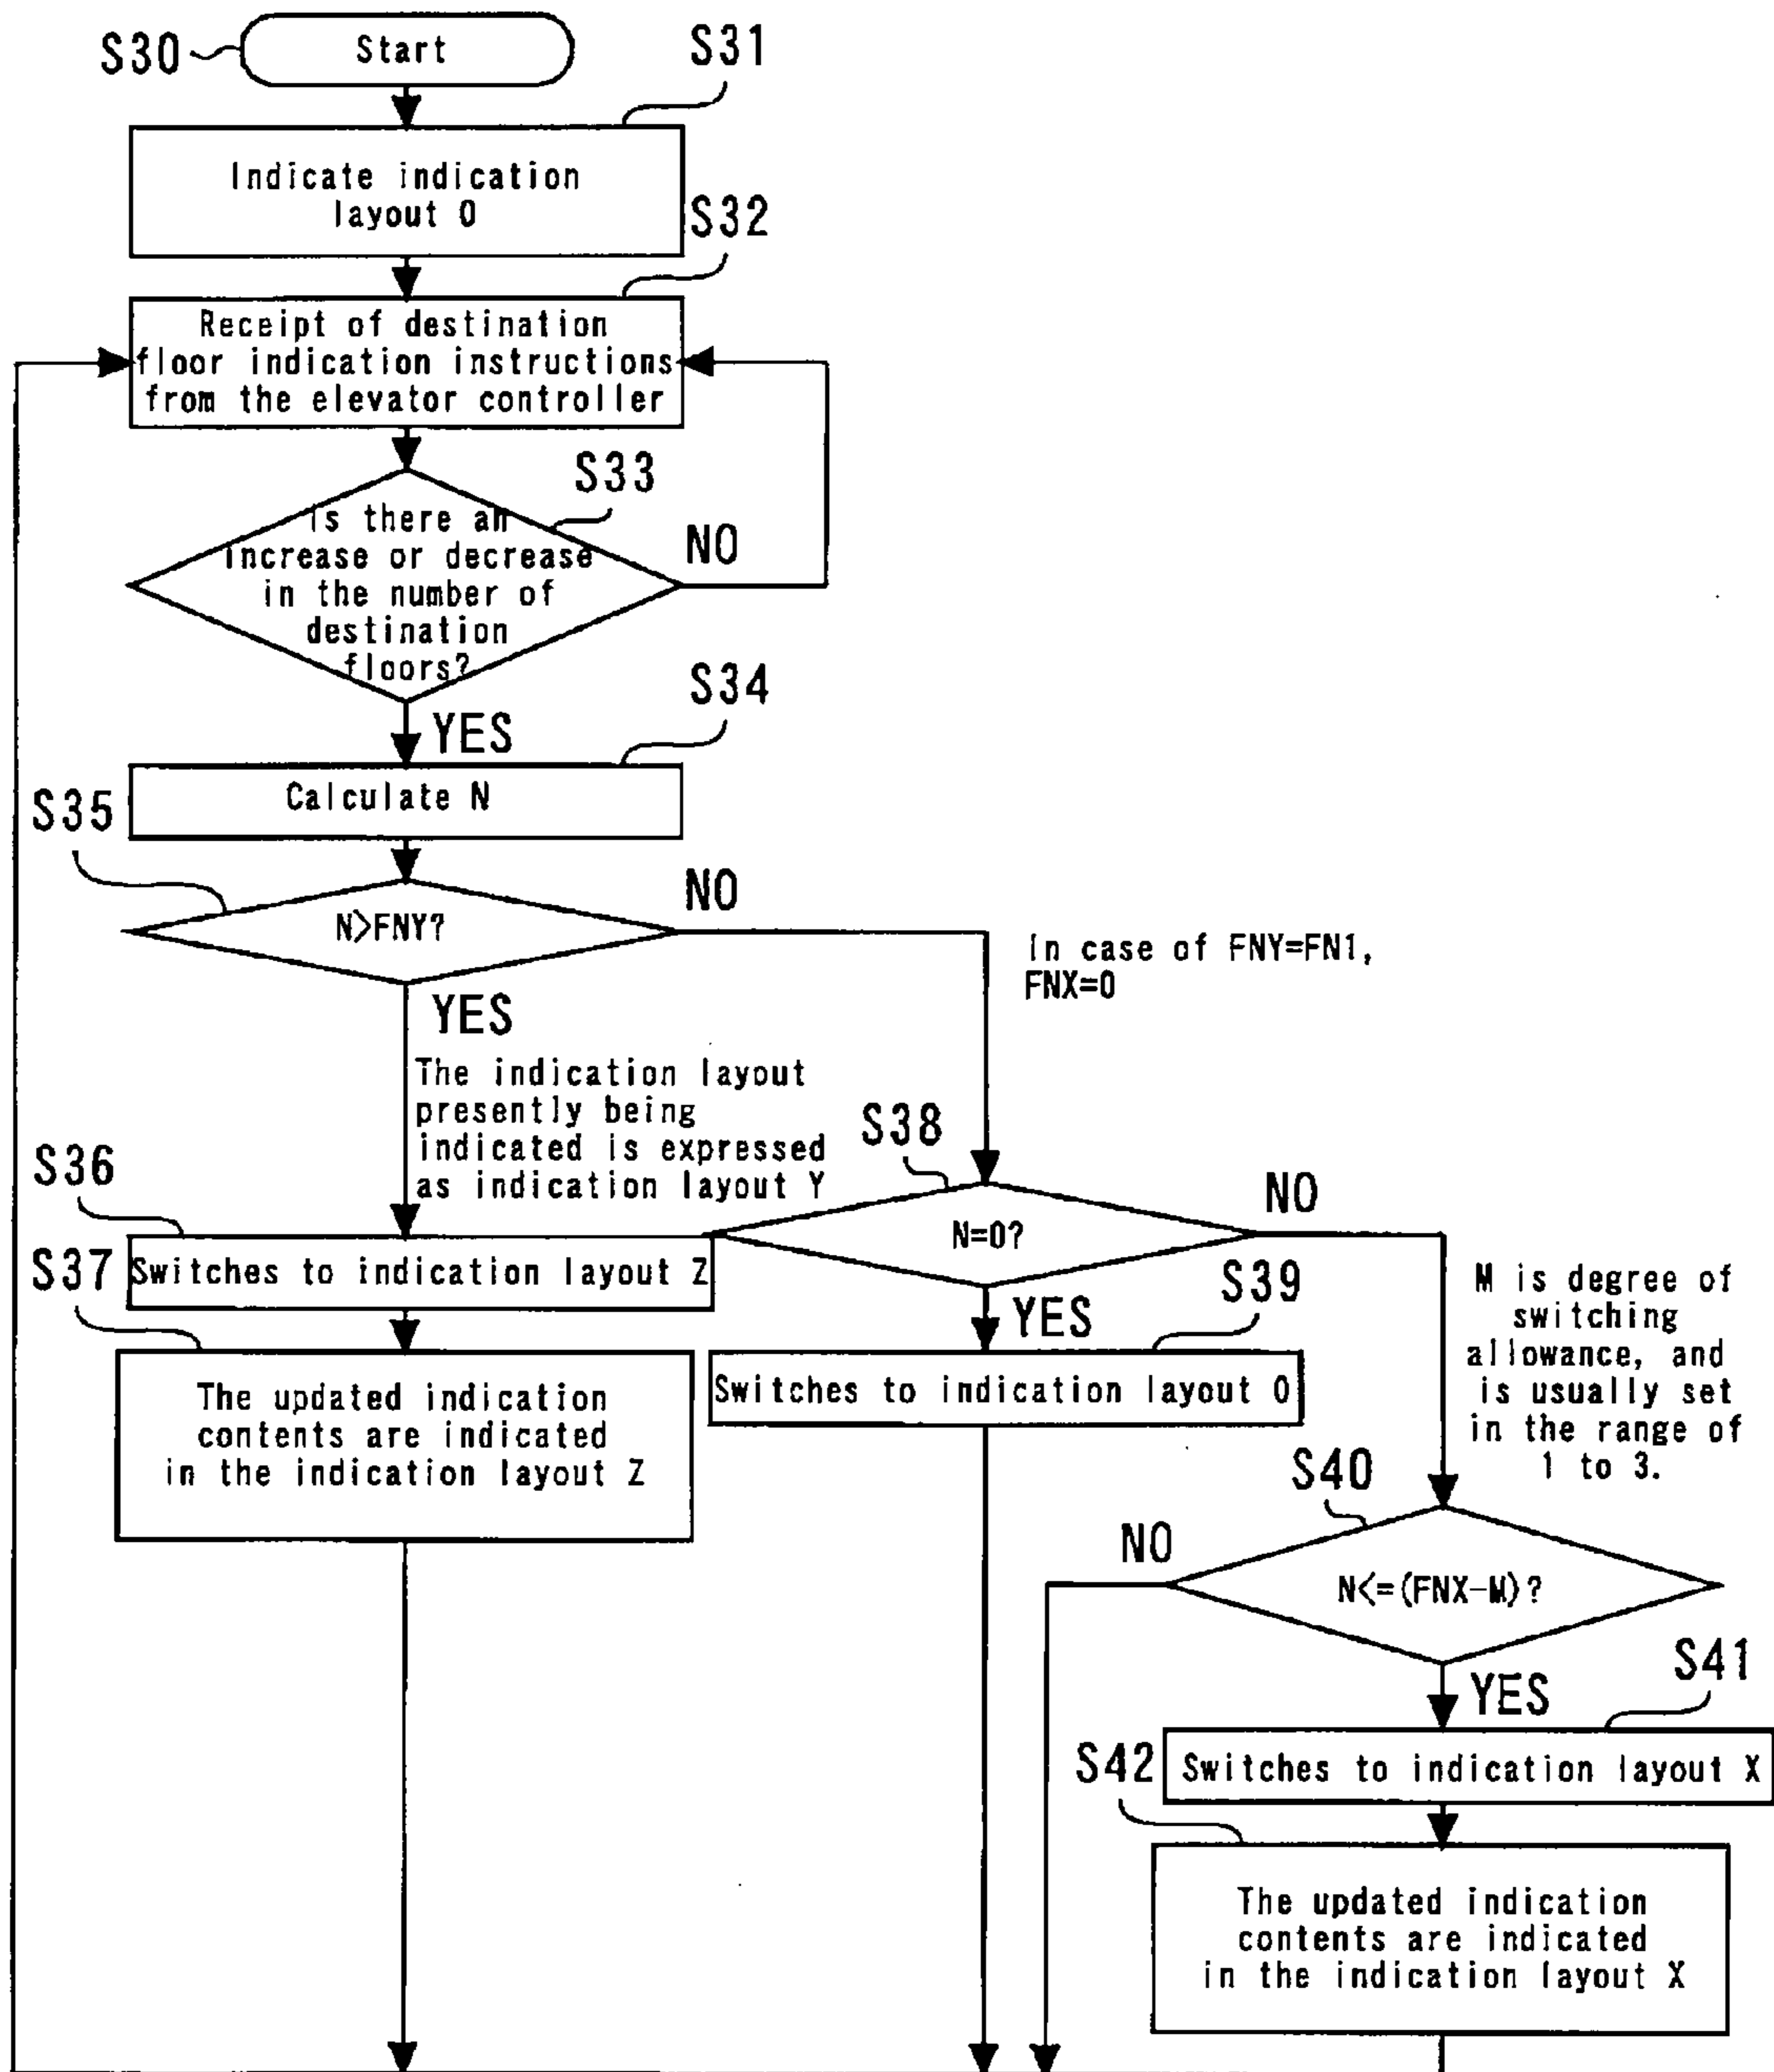 S30
Start
S31
Indicate indication
layout 0
S32
Receipt of destination
floor indication instructions
from the elevator controller
S33
Is there an
increase or decrease
in the number of
destination
floors?
NO
S34
YES
Calculate N
S35
N>FNY?
NO
In case of FNY=FN1,
FNX=0
YES
The indication layout
presently being
indicated is expressed
as indication layout Y
S36
Switches to indication layout Z
S37
The updated indication
contents are indicated
in the indication layout Z
S38
N=0?
NO
YES
S39
Switches to indication layout 0
M is degree of
switching
allowance, and
is usually set
in the range of
1 to 3.
S40
NO
N<=(FNX-M)?
YES
S41
Switches to indication layout X
S42
The updated indication
contents are indicated
in the indication layout X